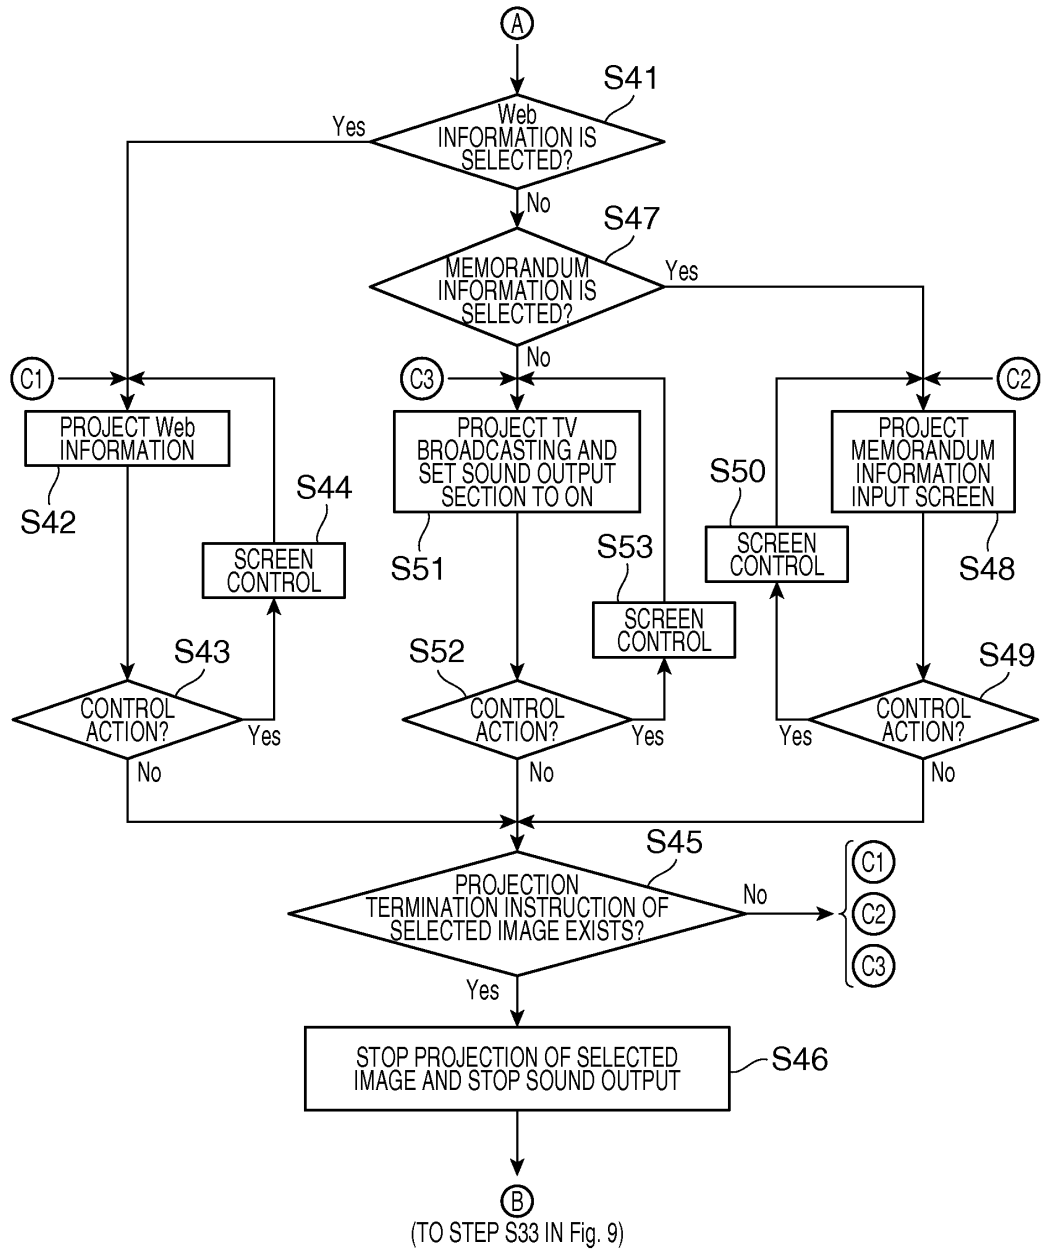 A
S41
Web
INFORMATION IS
SELECTED?
Yes
No
S47
MEMORANDUM
INFORMATION IS
SELECTED?
Yes
No
C1
C3
C2
PROJECT Web
INFORMATION
S42
S44
SCREEN
CONTROL
PROJECT TV
BROADCASTING AND
SET SOUND OUTPUT
SECTION TO ON
S51
S53
SCREEN
CONTROL
S50
SCREEN
CONTROL
PROJECT
MEMORANDUM
INFORMATION
INPUT SCREEN
S48
S43
CONTROL
ACTION?
Yes
No
S52
CONTROL
ACTION?
Yes
No
S49
CONTROL
ACTION?
Yes
No
S45
PROJECTION
TERMINATION INSTRUCTION OF
SELECTED IMAGE EXISTS?
No
C1
C2
C3
Yes
STOP PROJECTION OF SELECTED
IMAGE AND STOP SOUND OUTPUT
S46
B
(TO STEP S33 IN Fig. 9)